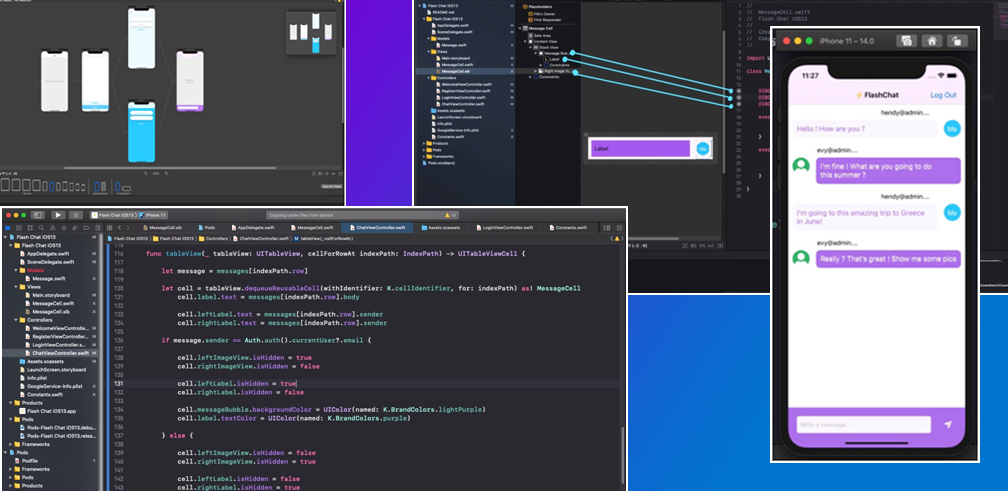 Flash Chat iOS13
README.md
Flash Chat iOS13
AppDelegate.swift
SceneDelegate.swift
Models
Message.swift
Views
Main.storyboard
MessageCell.swift
MessageCell.xib
Controllers
WelcomeViewController.swift
RegisterViewController.swift
LoginViewController.swift
ChatViewController.swift
Assets.xcassets
LaunchScreen.storyboard
Info.plist
GoogleService-Info.plist
Constants.swift
Products
Pods
Frameworks
Pods.xcodeproj
Placeholders
File's Owner
First Responder
Message Cell
Safe Area
Content View
Stack View
Message Bub...
Label
Constraints
Right Image Vi...
Constraints
Label
Me
//
// MessageCell.swift
// Flash Chat iOS13
//
import U
class Me
@IBO
@IBO
@IBO
over
}
over
}
}
iPhone 11 – 14.0
11:27
⚡FlashChat
Log Out
hendy@admin....
Hello ! How are you ?
Me
evy@admin....
I'm fine ! What are you going to do
this summer ?
hendy@admin....
I'm going to this amazing trip to Greece
in June!
Me
evy@admin....
Really ? That's great ! Show me some pics
Write a message...
Flash Chat iOS13
iPhone 11
Copying cache files from device.
MessageCell.xib
AppDelegate.swift
MessageCell.swift
ChatViewController.swift
Assets.xcassets
LoginViewController.swift
Constants.swift
Flash Chat iOS13
Flash Chat iOS13
Controllers
ChatViewController.swift
tableView(_:cellForRowAt:)
Flash Chat iOS13
Flash Chat iOS13
AppDelegate.swift M
SceneDelegate.swift M
Models
Message.swift A
Views
Main.storyboard M
MessageCell.swift A
MessageCell.xib A
Controllers
WelcomeViewControlle... M
RegisterViewControlle... M
LoginViewController.s... M
ChatViewController.swift M
Assets.xcassets M
LaunchScreen.storyboard
Info.plist
GoogleService-Info.plist A
Constants.swift A
Products
Flash Chat iOS13.app
Pods
Pods-Flash Chat iOS13.debu...
Pods-Flash Chat iOS13.relea...
Frameworks
Pods
Podfile
Frameworks
Pods
Products
116 func tableView(_ tableView: UITableView, cellForRowAt indexPath: IndexPath) -> UITableViewCell {
117
118 let message = messages[indexPath.row]
119
120 let cell = tableView.dequeueReusableCell(withIdentifier: K.cellIdentifier, for: indexPath) as! MessageCell
121 cell.label.text = messages[indexPath.row].body
122
123 cell.leftLabel.text = messages[indexPath.row].sender
124 cell.rightLabel.text = messages[indexPath.row].sender
125
126 if message.sender == Auth.auth().currentUser?.email {
127
128 cell.leftImageView.isHidden = true
129 cell.rightImageView.isHidden = false
130
131 cell.leftLabel.isHidden = true
132 cell.rightLabel.isHidden = false
133
134 cell.messageBubble.backgroundColor = UIColor(named: K.BrandColors.lightPurple)
135 cell.label.textColor = UIColor(named: K.BrandColors.purple)
136
137 } else {
138
139 cell.leftImageView.isHidden = false
140 cell.rightImageView.isHidden = true
141
142 cell.leftLabel.isHidden = false
143 cell.rightLabel.isHidden = true